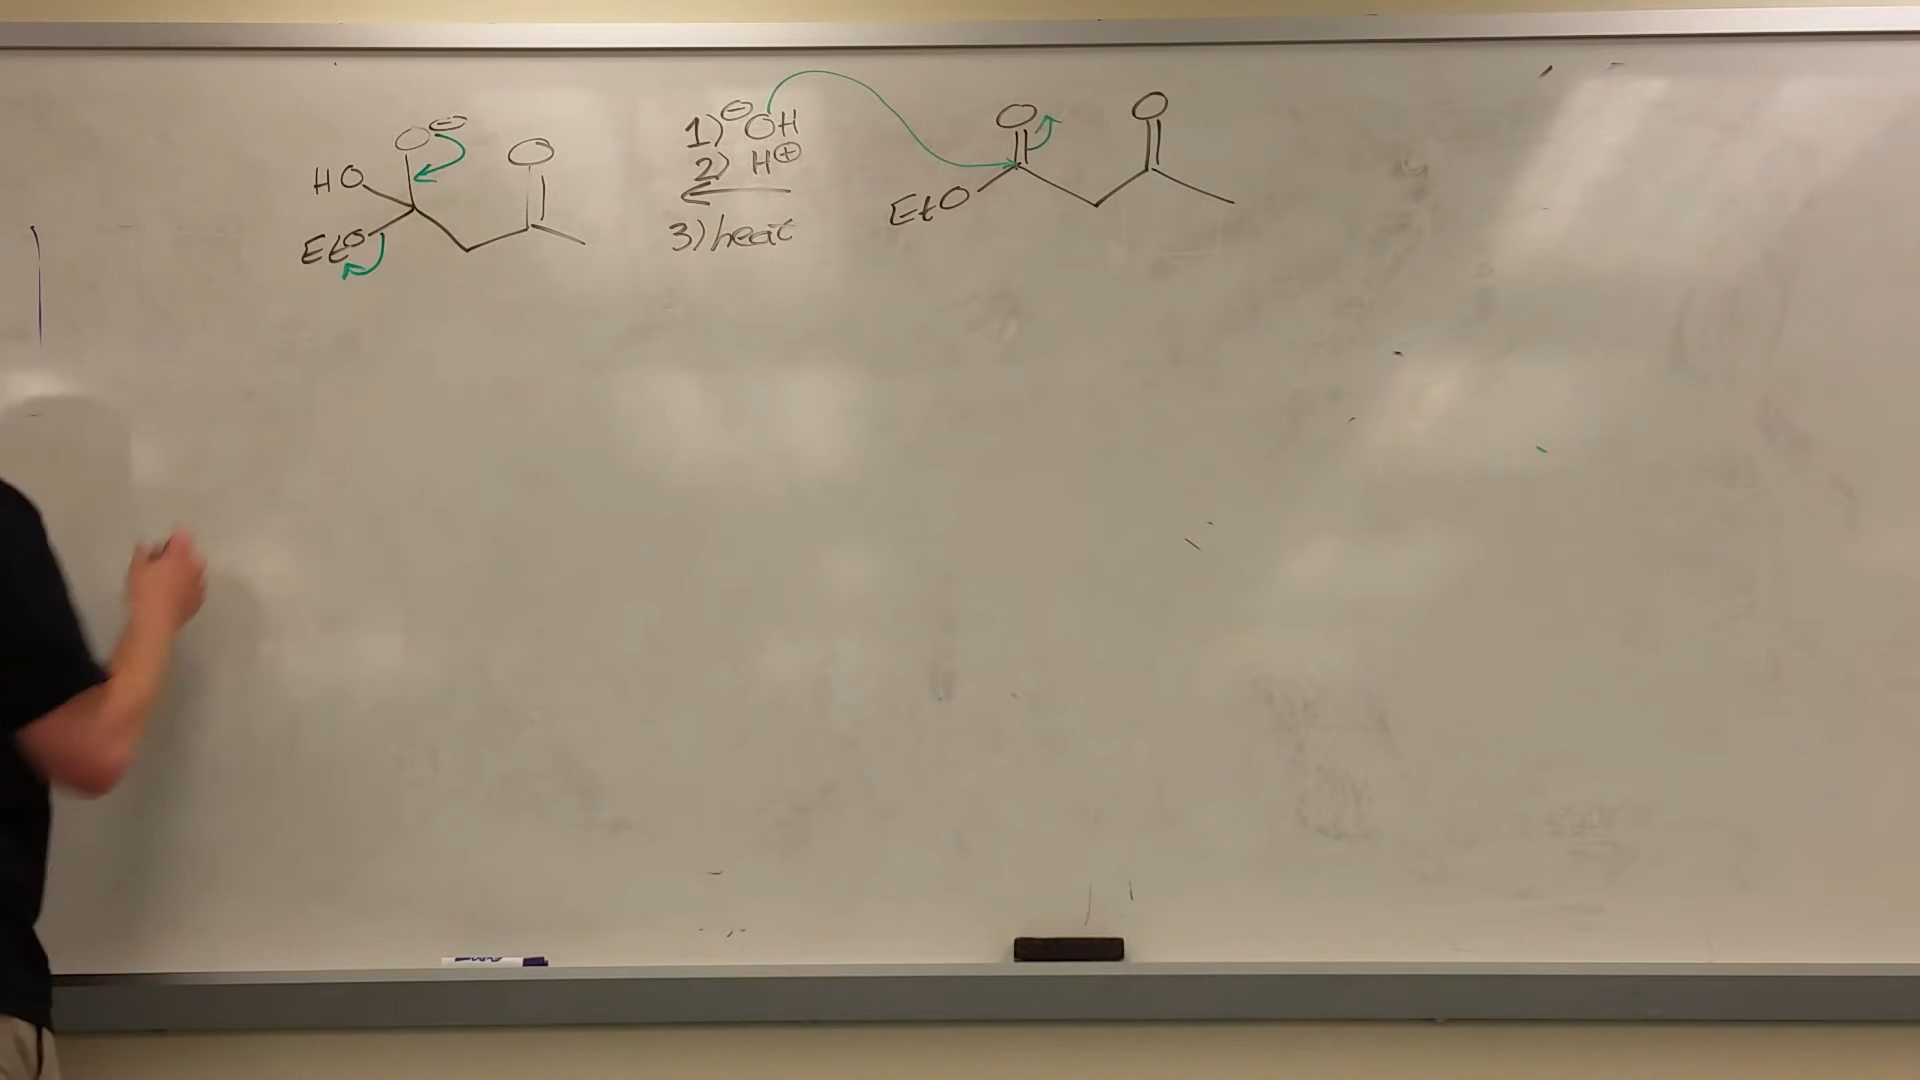 O⊖
O
HO
EtO
1) ⊖OH
2) H⊕
3) heat
O
O
EtO